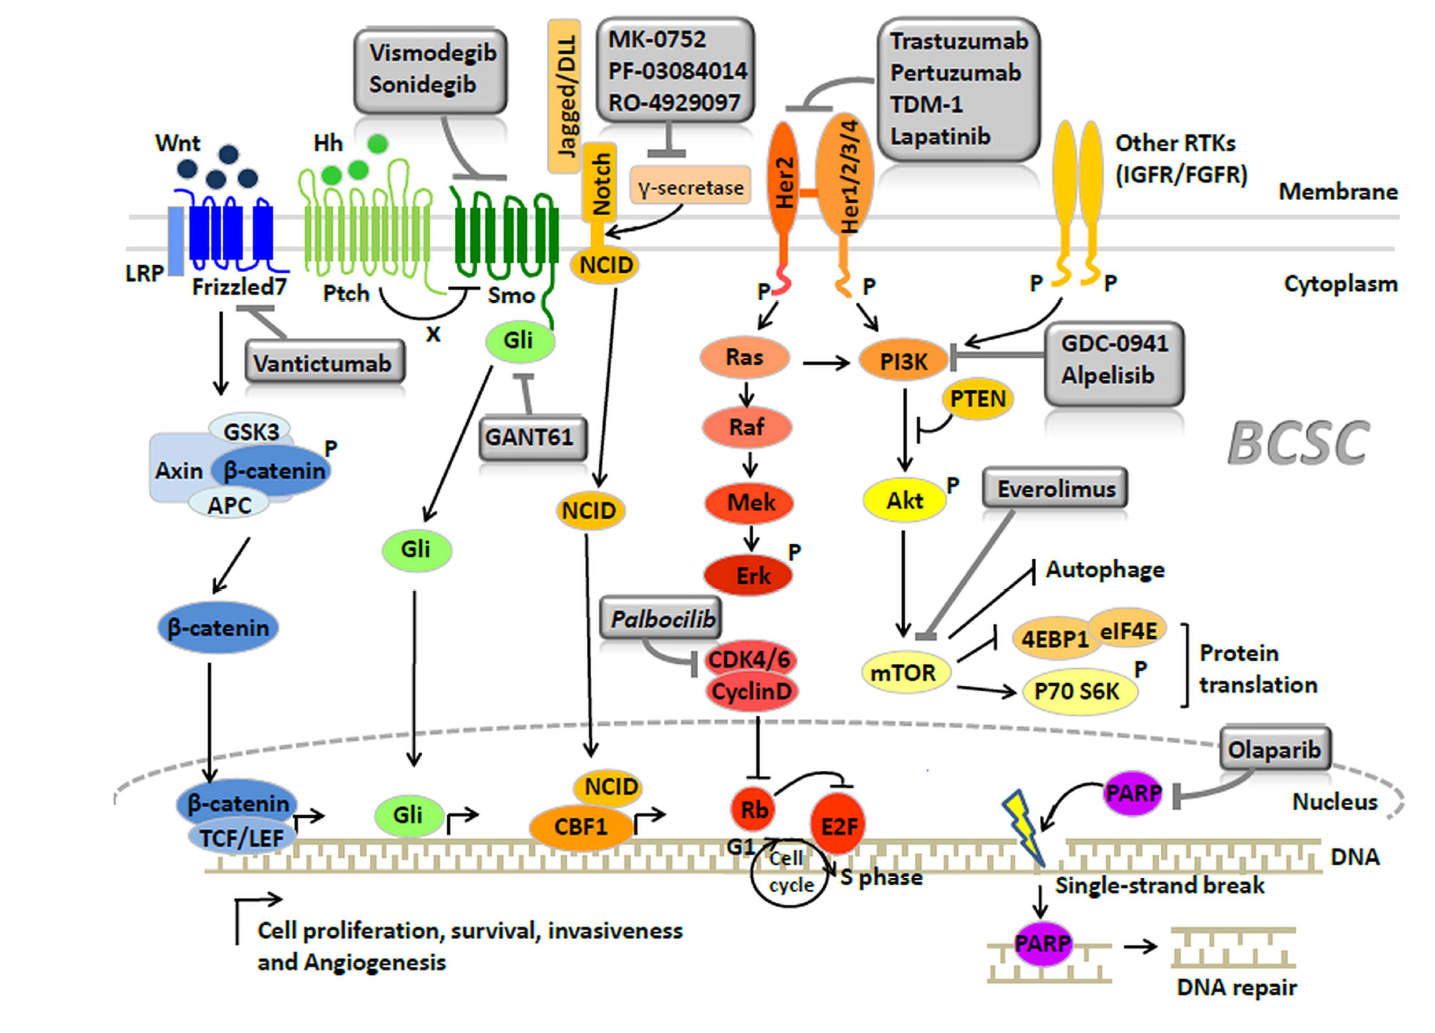 Vismodegib
Sonidegib
Jagged/DLL
MK-0752
PF-03084014
RO-4929097
Trastuzumab
Pertuzumab
TDM-1
Lapatinib
Wnt
Hh
Notch
γ-secretase
Her2
Her1/2/3/4
Other RTKs
(IGFR/FGFR)
Membrane
LRP
Frizzled7
Ptch
Smo
NCID
P
P
P
P
Cytoplasm
X
Vantictumab
Gli
Ras
PI3K
GDC-0941
Alpelisib
PTEN
GSK3
P
Axin
β-catenin
APC
GANT61
Raf
BCSC
NCID
Mek
Akt
P
Everolimus
Gli
Erk
P
Autophage
β-catenin
Palbocilib
CDK4/6
CyclinD
mTOR
4EBP1
eIF4E
P70 S6K
P
Protein
translation
Olaparib
β-catenin
TCF/LEF
Gli
NCID
CBF1
Rb
E2F
PARP
Nucleus
G1
Cell
cycle
S phase
DNA
Single-strand break
Cell proliferation, survival, invasiveness
and Angiogenesis
PARP
DNA repair